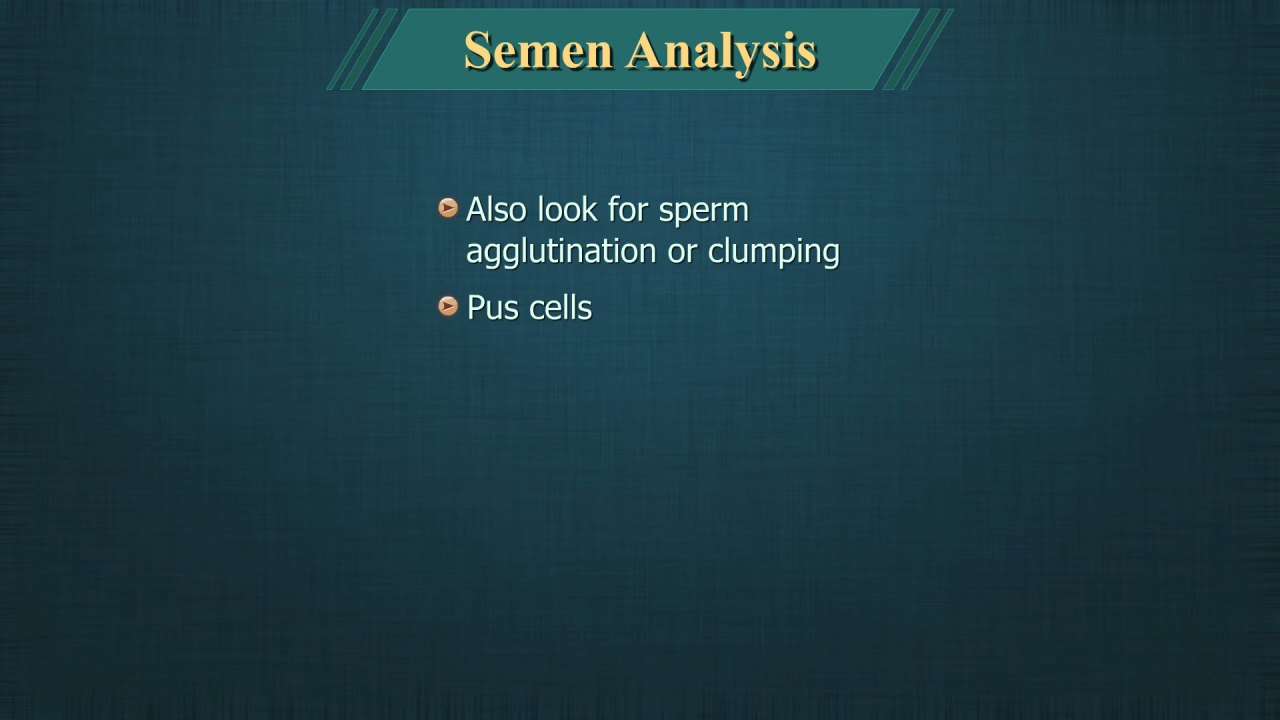 Semen Analysis
Also look for sperm
agglutination or clumping
Pus cells